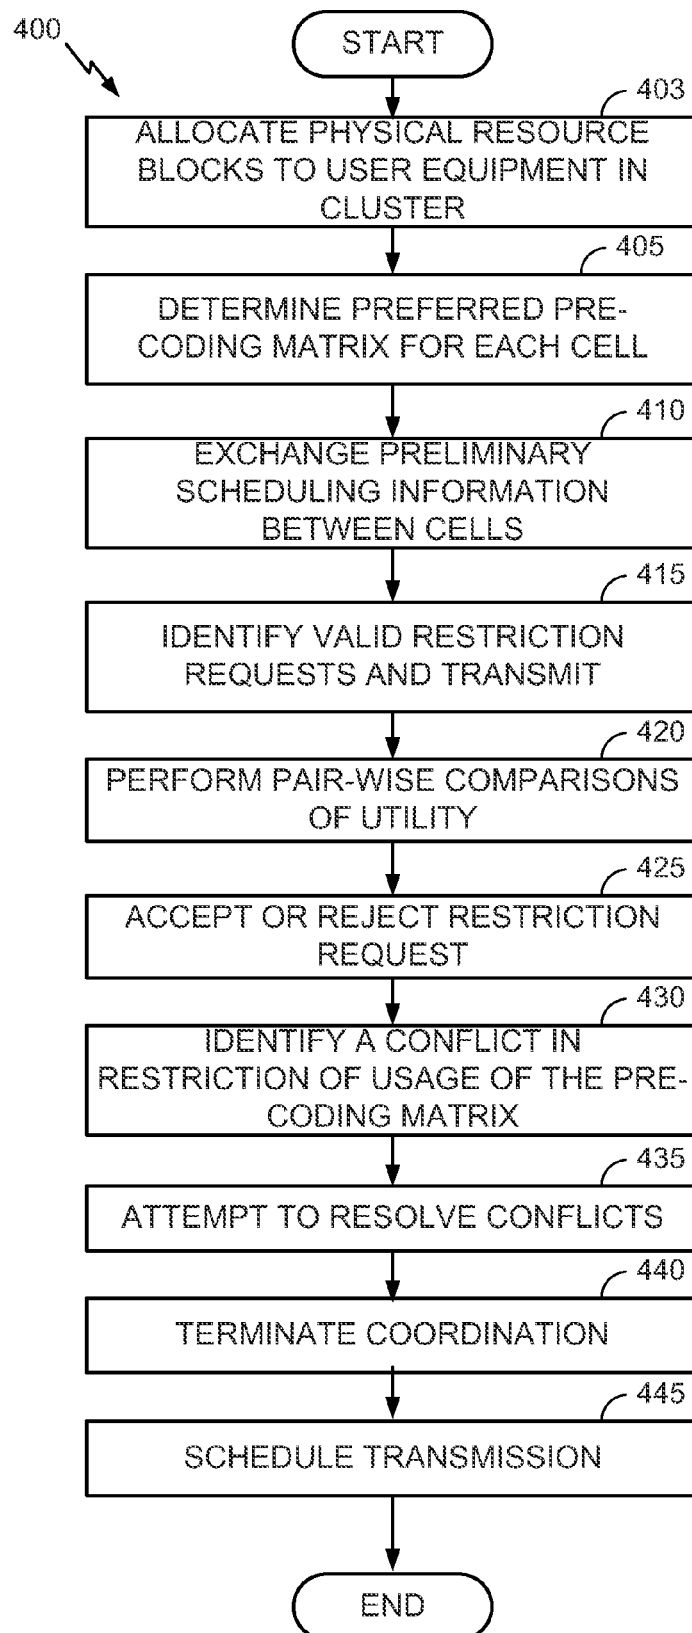 400
START
403
ALLOCATE PHYSICAL RESOURCE
BLOCKS TO USER EQUIPMENT IN
CLUSTER
405
DETERMINE PREFERRED PRE-
CODING MATRIX FOR EACH CELL
410
EXCHANGE PRELIMINARY
SCHEDULING INFORMATION
BETWEEN CELLS
415
IDENTIFY VALID RESTRICTION
REQUESTS AND TRANSMIT
420
PERFORM PAIR-WISE COMPARISONS
OF UTILITY
425
ACCEPT OR REJECT RESTRICTION
REQUEST
430
IDENTIFY A CONFLICT IN
RESTRICTION OF USAGE OF THE PRE-
CODING MATRIX
435
ATTEMPT TO RESOLVE CONFLICTS
440
TERMINATE COORDINATION
445
SCHEDULE TRANSMISSION
END